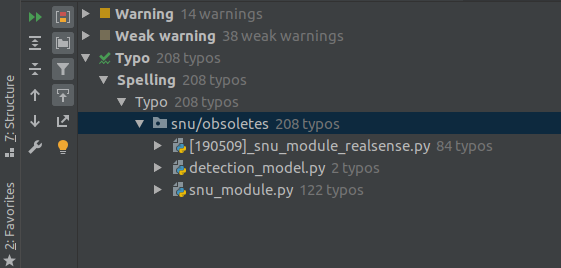 Warning 14 warnings
Weak warning 38 weak warnings
Typo 208 typos
Spelling 208 typos
Typo 208 typos
snu/obsoletes 208 typos
[190509]_snu_module_realsense.py 84 typos
detection_model.py 2 typos
snu_module.py 122 typos
7: Structure
2: Favorites